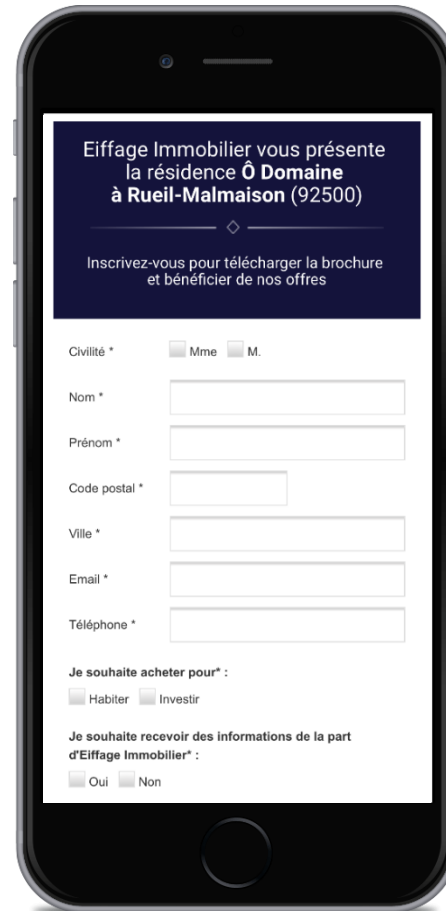 Eiffage Immobilier vous présente
la résidence Ô Domaine
à Rueil-Malmaison (92500)
Inscrivez-vous pour télécharger la brochure
et bénéficier de nos offres
Civilité * Mme M.
Nom *
Prénom *
Code postal *
Ville *
Email *
Téléphone *
Je souhaite acheter pour* :
Habiter Investir
Je souhaite recevoir des informations de la part
d'Eiffage Immobilier* :
Oui Non